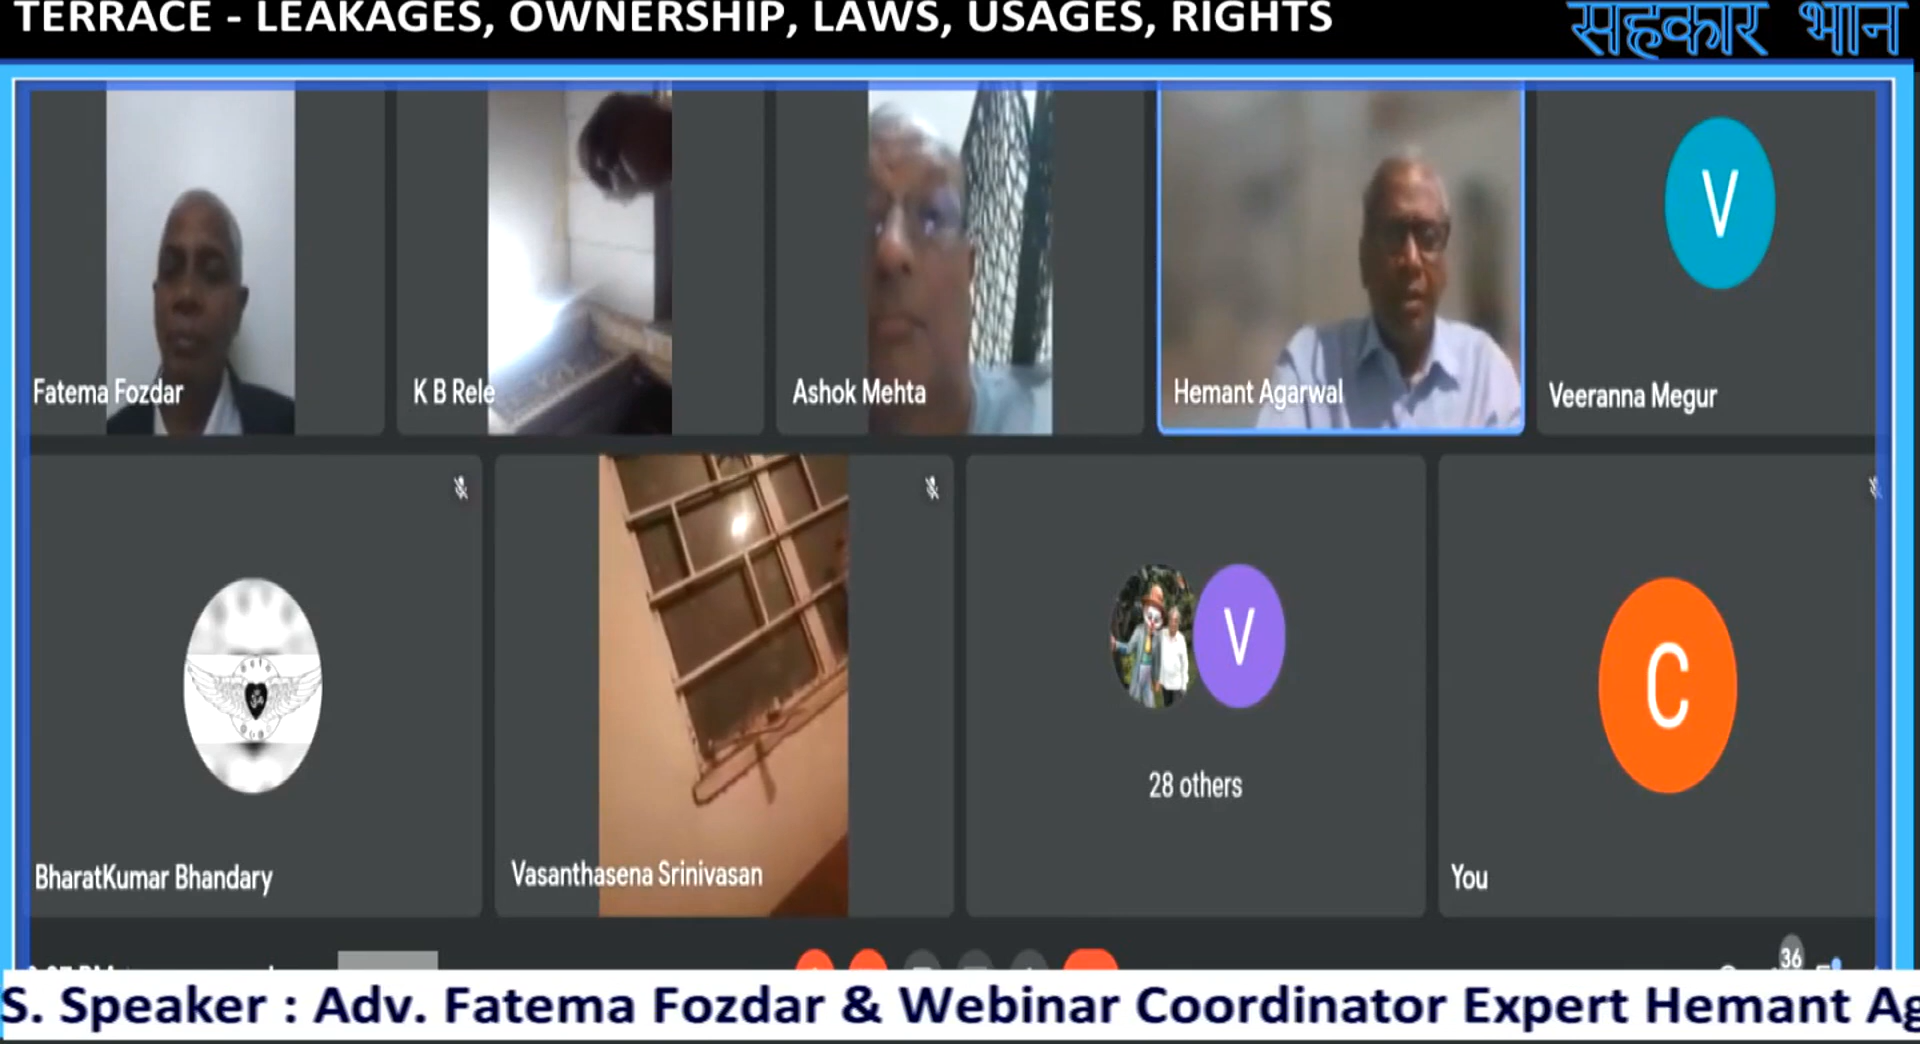 TERRACE - LEAKAGES, OWNERSHIP, LAWS, USAGES, RIGHTS
सहकार भान
Fatema Fozdar
K B Rele
Ashok Mehta
Hemant Agarwal
V
Veeranna Megur
BharatKumar Bhandary
Vasanthasena Srinivasan
V
28 others
C
You
36
S. Speaker : Adv. Fatema Fozdar & Webinar Coordinator Expert Hemant Ag